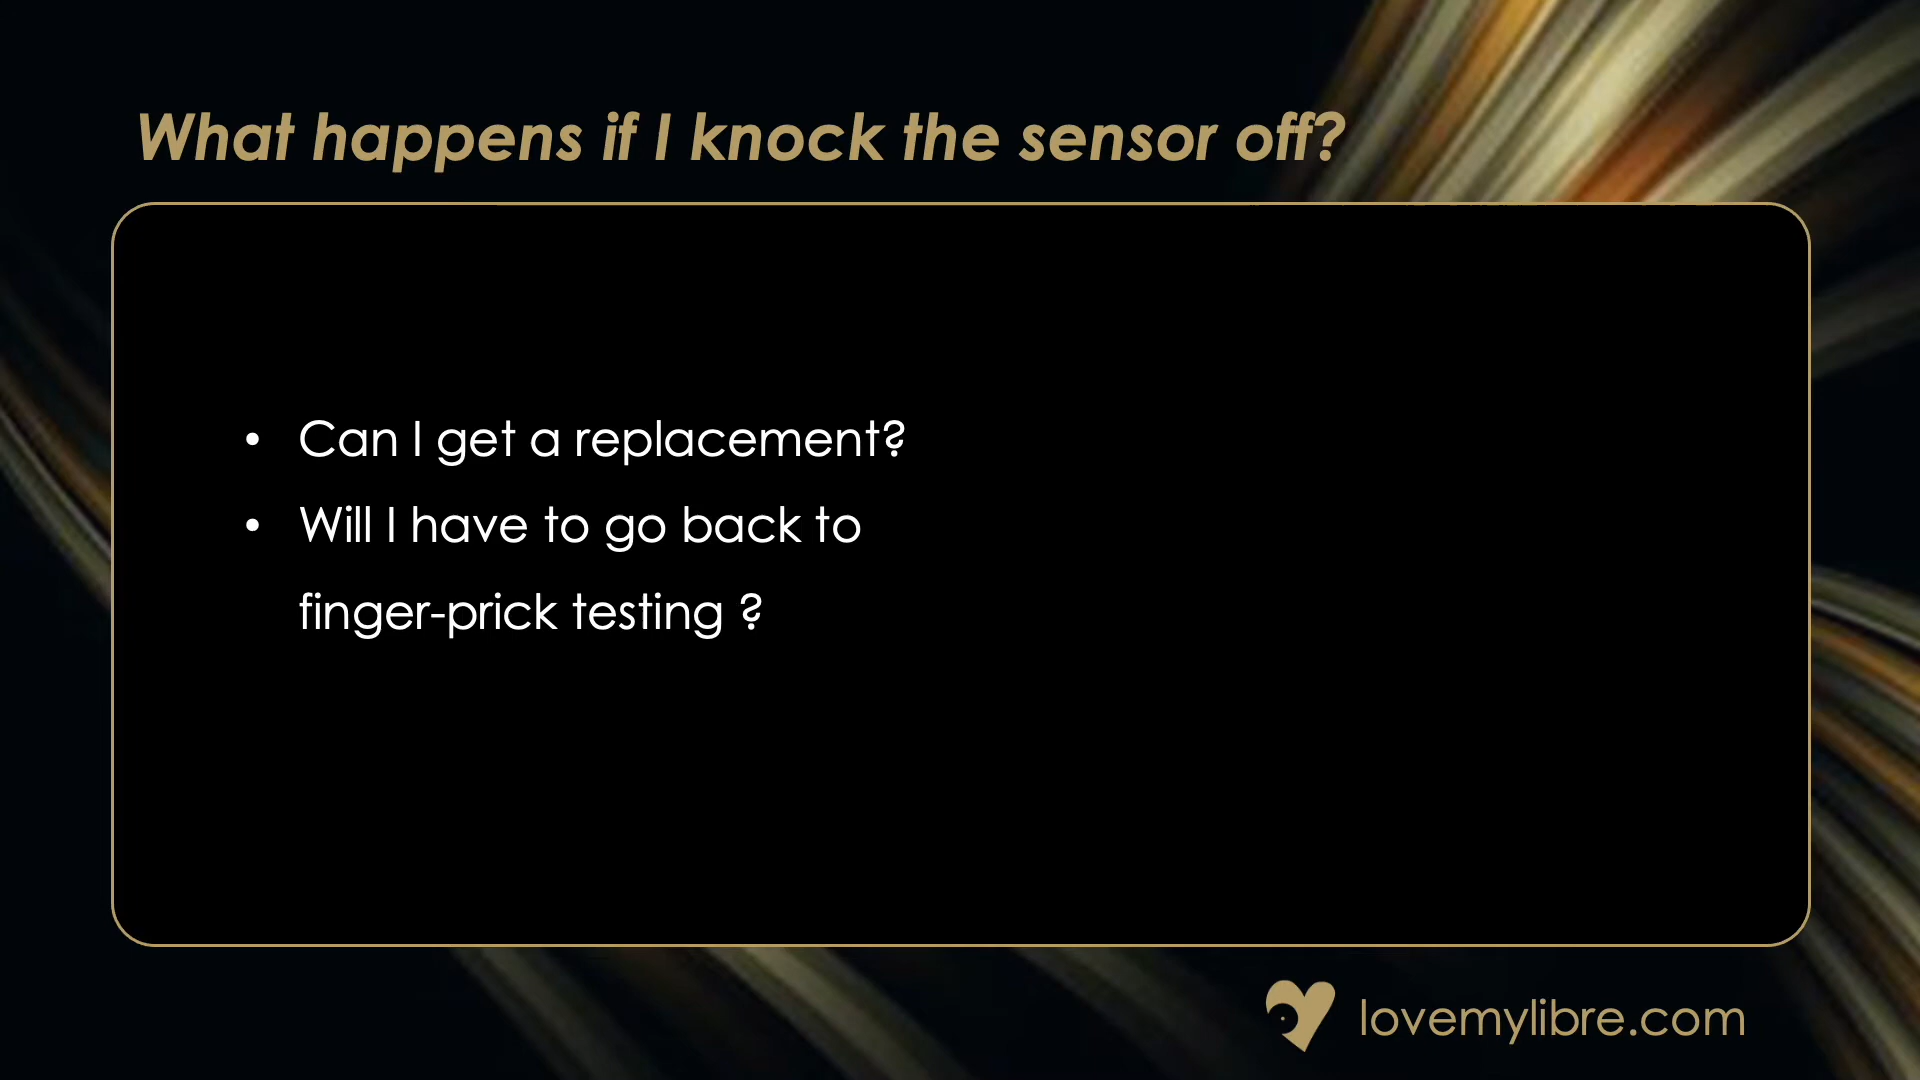 What happens if I knock the sensor off?
• Can I get a replacement?
• Will I have to go back to
finger-prick testing ?
lovemylibre.com